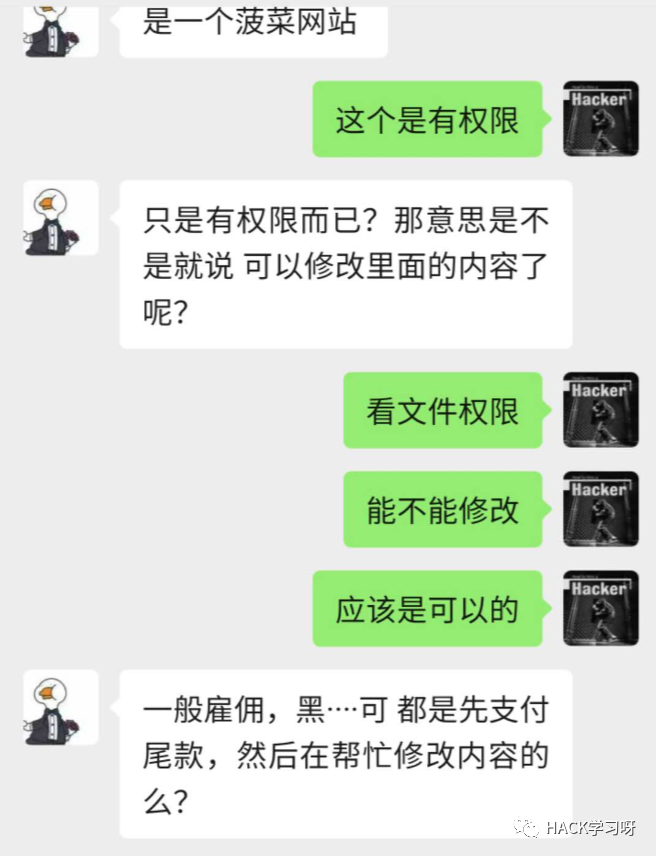 是一个菠菜网站
这个是有权限
Hacker
只是有权限而已？那意思是不
是就说 可以修改里面的内容了
呢？
看文件权限
Hacker
能不能修改
Hacker
应该是可以的
Hacker
一般雇佣，黑····可 都是先支付
尾款，然后在帮忙修改内容的
么？
HACK学习呀